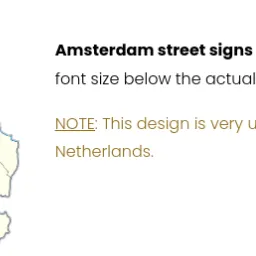 Amsterdam street signs
font size below the actual
NOTE: This design is very u
Netherlands.